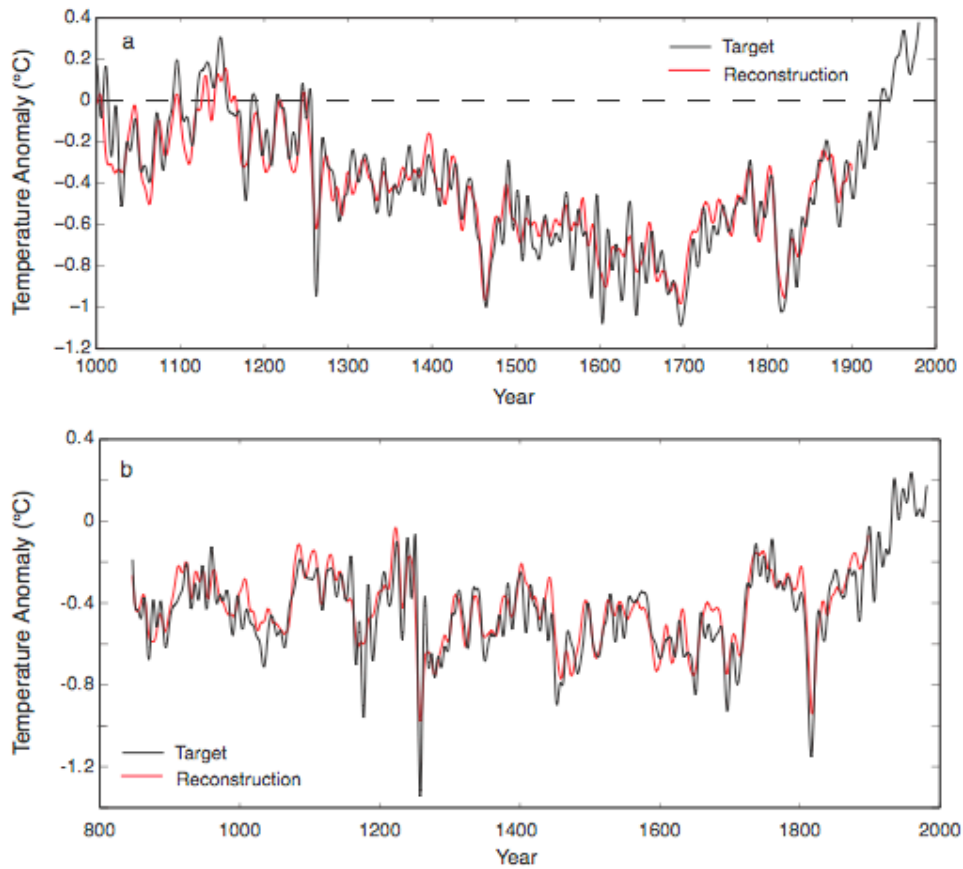 0.4
a
Target
Reconstruction
0.2
0
−0.2
−0.4
−0.6
−0.8
−1
−1.2
Temperature Anomaly (°C)
1000 1100 1200 1300 1400 1500 1600 1700 1800 1900 2000
Year
0.4
b
0
−0.4
−0.8
−1.2
Temperature Anomaly (°C)
Target
Reconstruction
800 1000 1200 1400 1600 1800 2000
Year